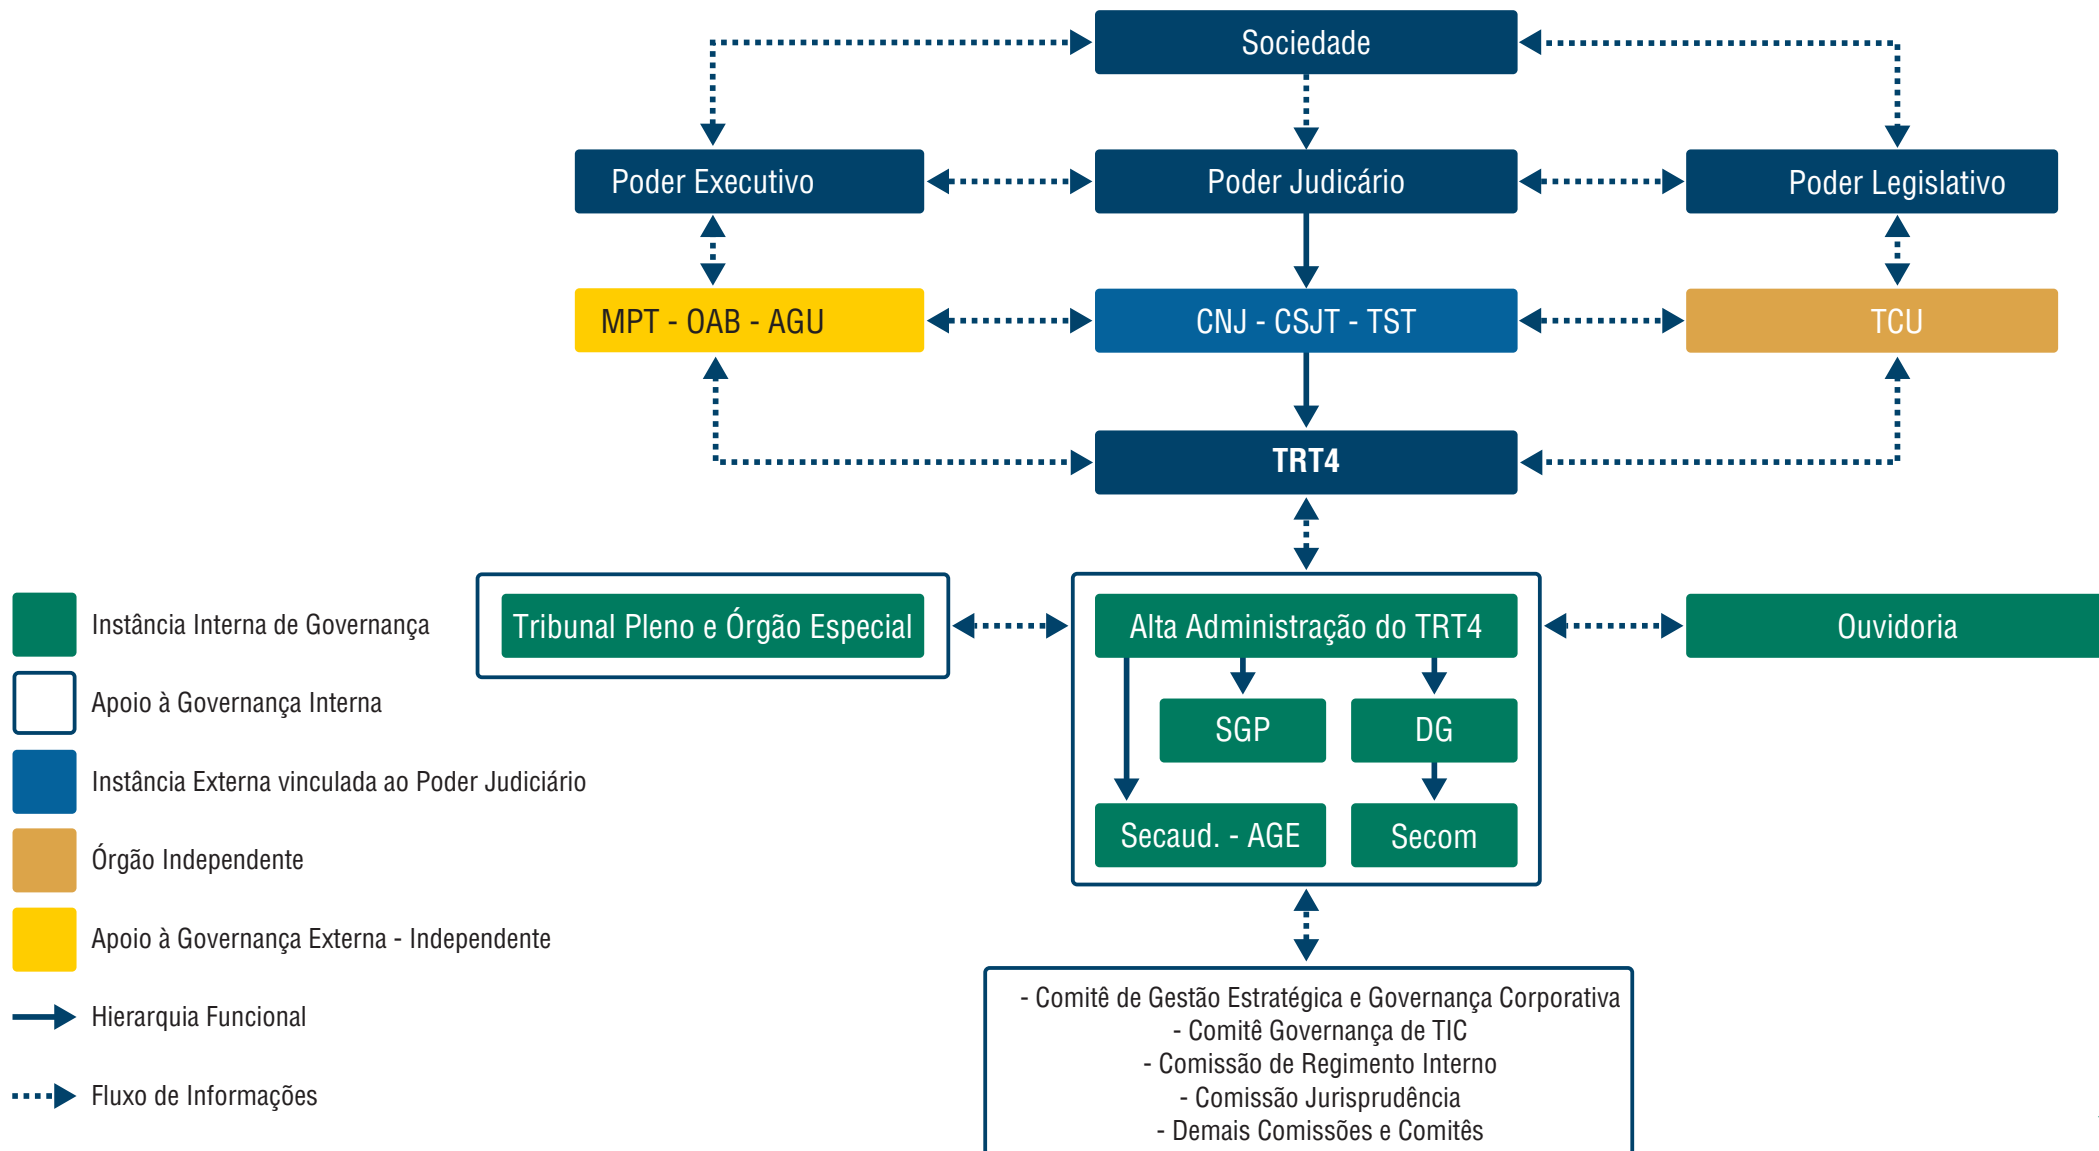 Sociedade
Poder Executivo
Poder Judicário
Poder Legislativo
MPT - OAB - AGU
CNJ - CSJT - TST
TCU
TRT4
Tribunal Pleno e Órgão Especial
Alta Administração do TRT4
Ouvidoria
SGP
DG
Secaud. - AGE
Secom
- Comitê de Gestão Estratégica e Governança Corporativa
- Comitê Governança de TIC
- Comissão de Regimento Interno
- Comissão Jurisprudência
- Demais Comissões e Comitês
Instância Interna de Governança
Apoio à Governança Interna
Instância Externa vinculada ao Poder Judiciário
Órgão Independente
Apoio à Governança Externa - Independente
Hierarquia Funcional
Fluxo de Informações